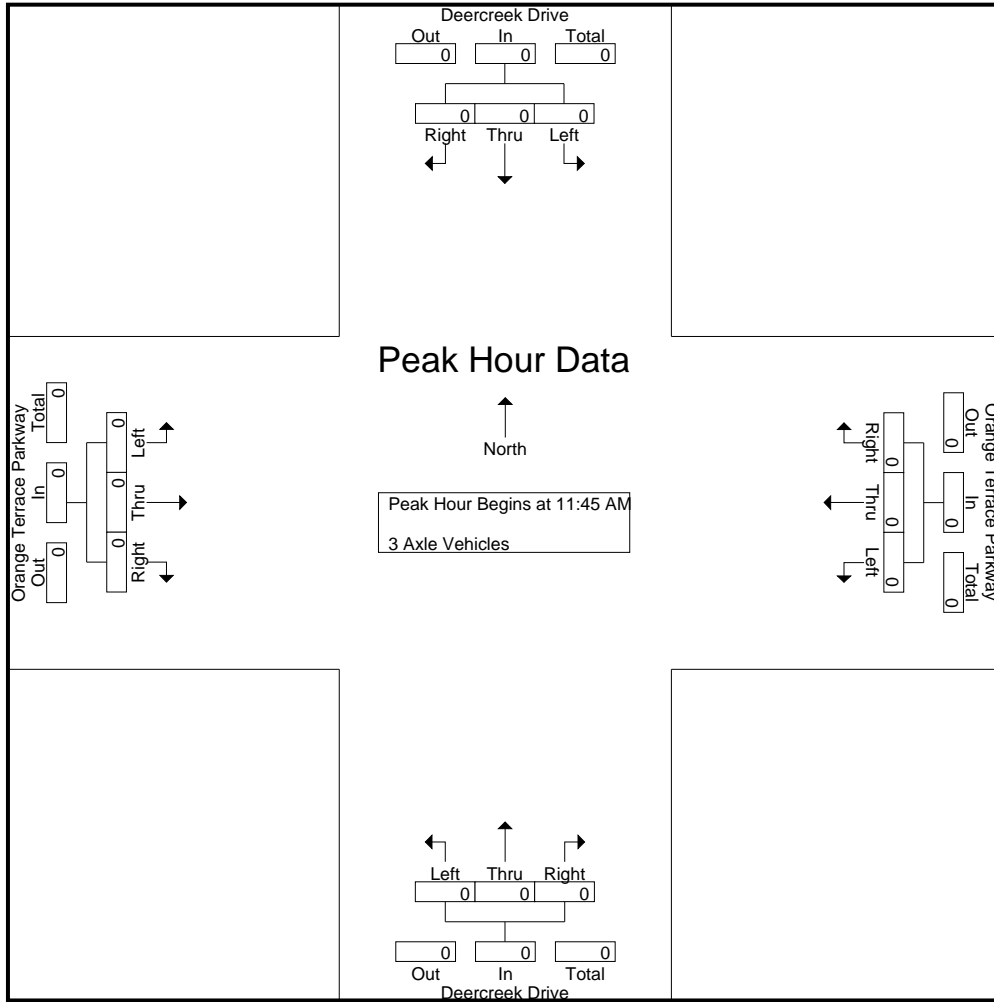 Deercreek Drive
Out In Total
0 0 0
0 0 0
Right Thru Left
Peak Hour Data
North
Peak Hour Begins at 11:45 AM
3 Axle Vehicles
Orange Terrace Parkway
Out In Total
0 0 0
0 0 0
Right Thru Left
Orange Terrace Parkway
Total In Out
0 0 0
0 0 0
Left Thru Right
Left Thru Right
0 0 0
0 0 0
Out In Total
Deercreek Drive